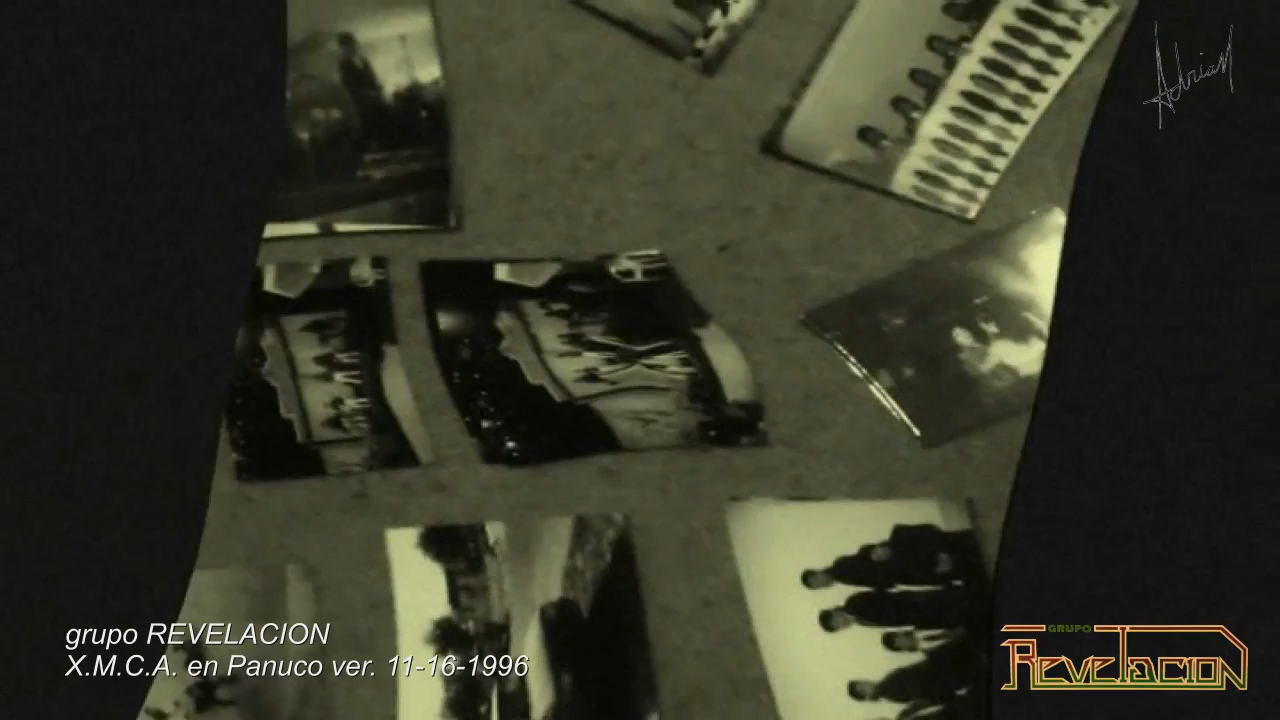 Adrian
grupo REVELACION
X.M.C.A. en Panuco ver. 11-16-1996
GRUPO
REVELACION